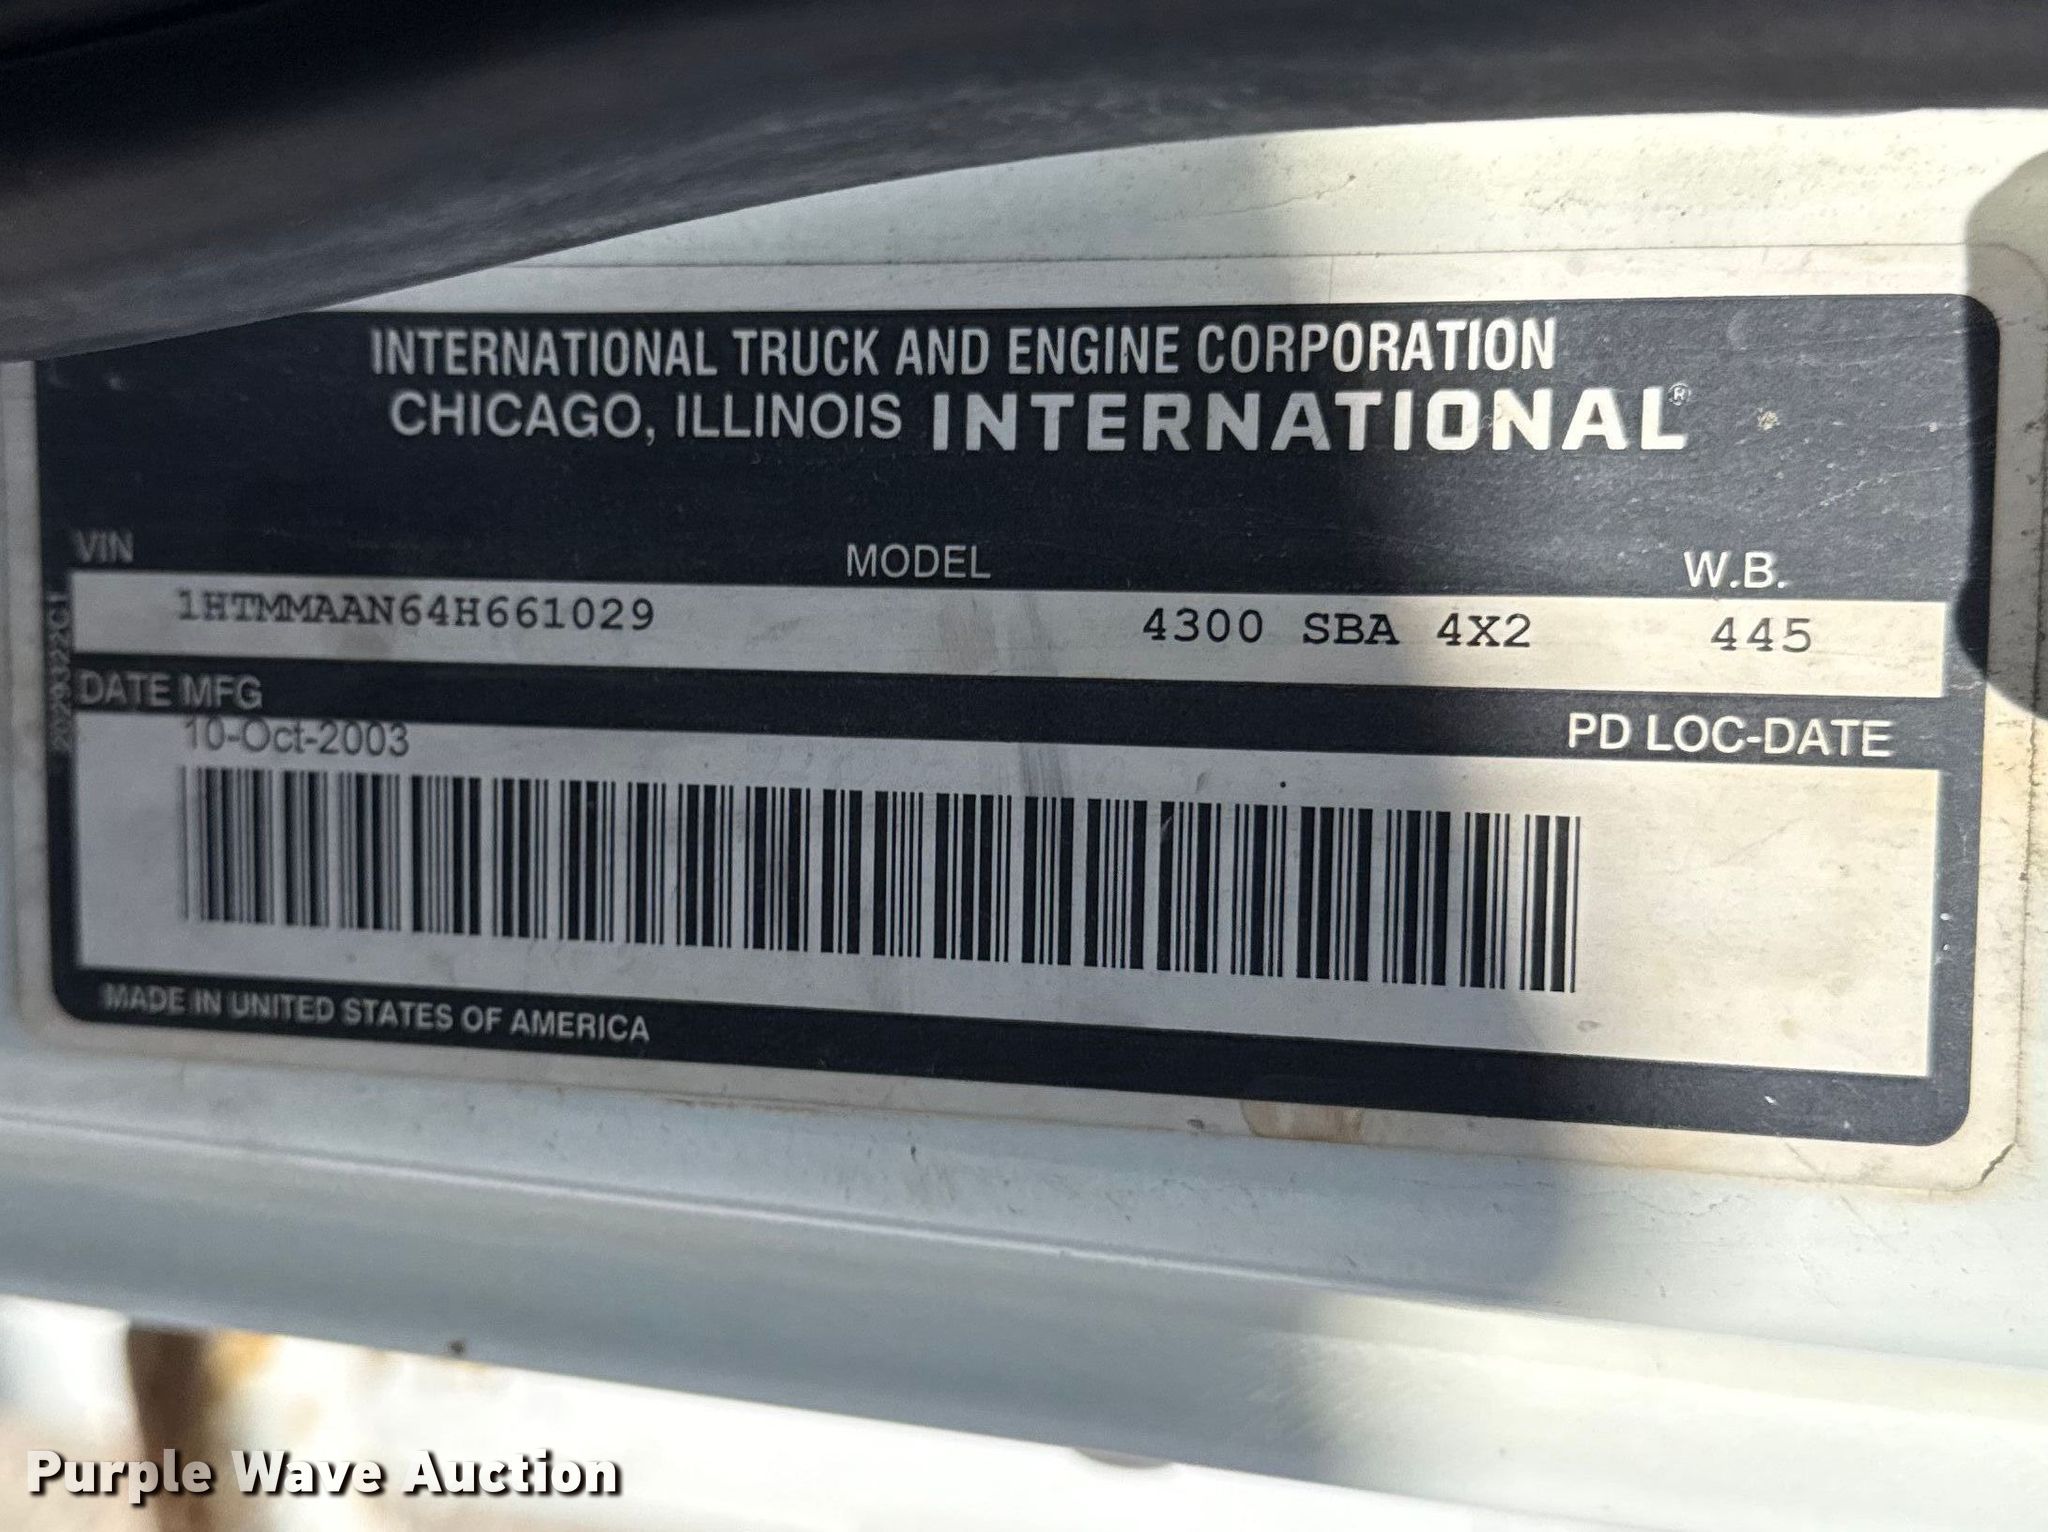 INTERNATIONAL TRUCK AND ENGINE CORPORATION
CHICAGO, ILLINOIS INTERNATIONAL®
VIN MODEL W.B.
1HTMMAAN64H661029 4300 SBA 4X2 445
DATE MFG PD LOC-DATE
10-Oct-2003
MADE IN UNITED STATES OF AMERICA
Purple Wave Auction